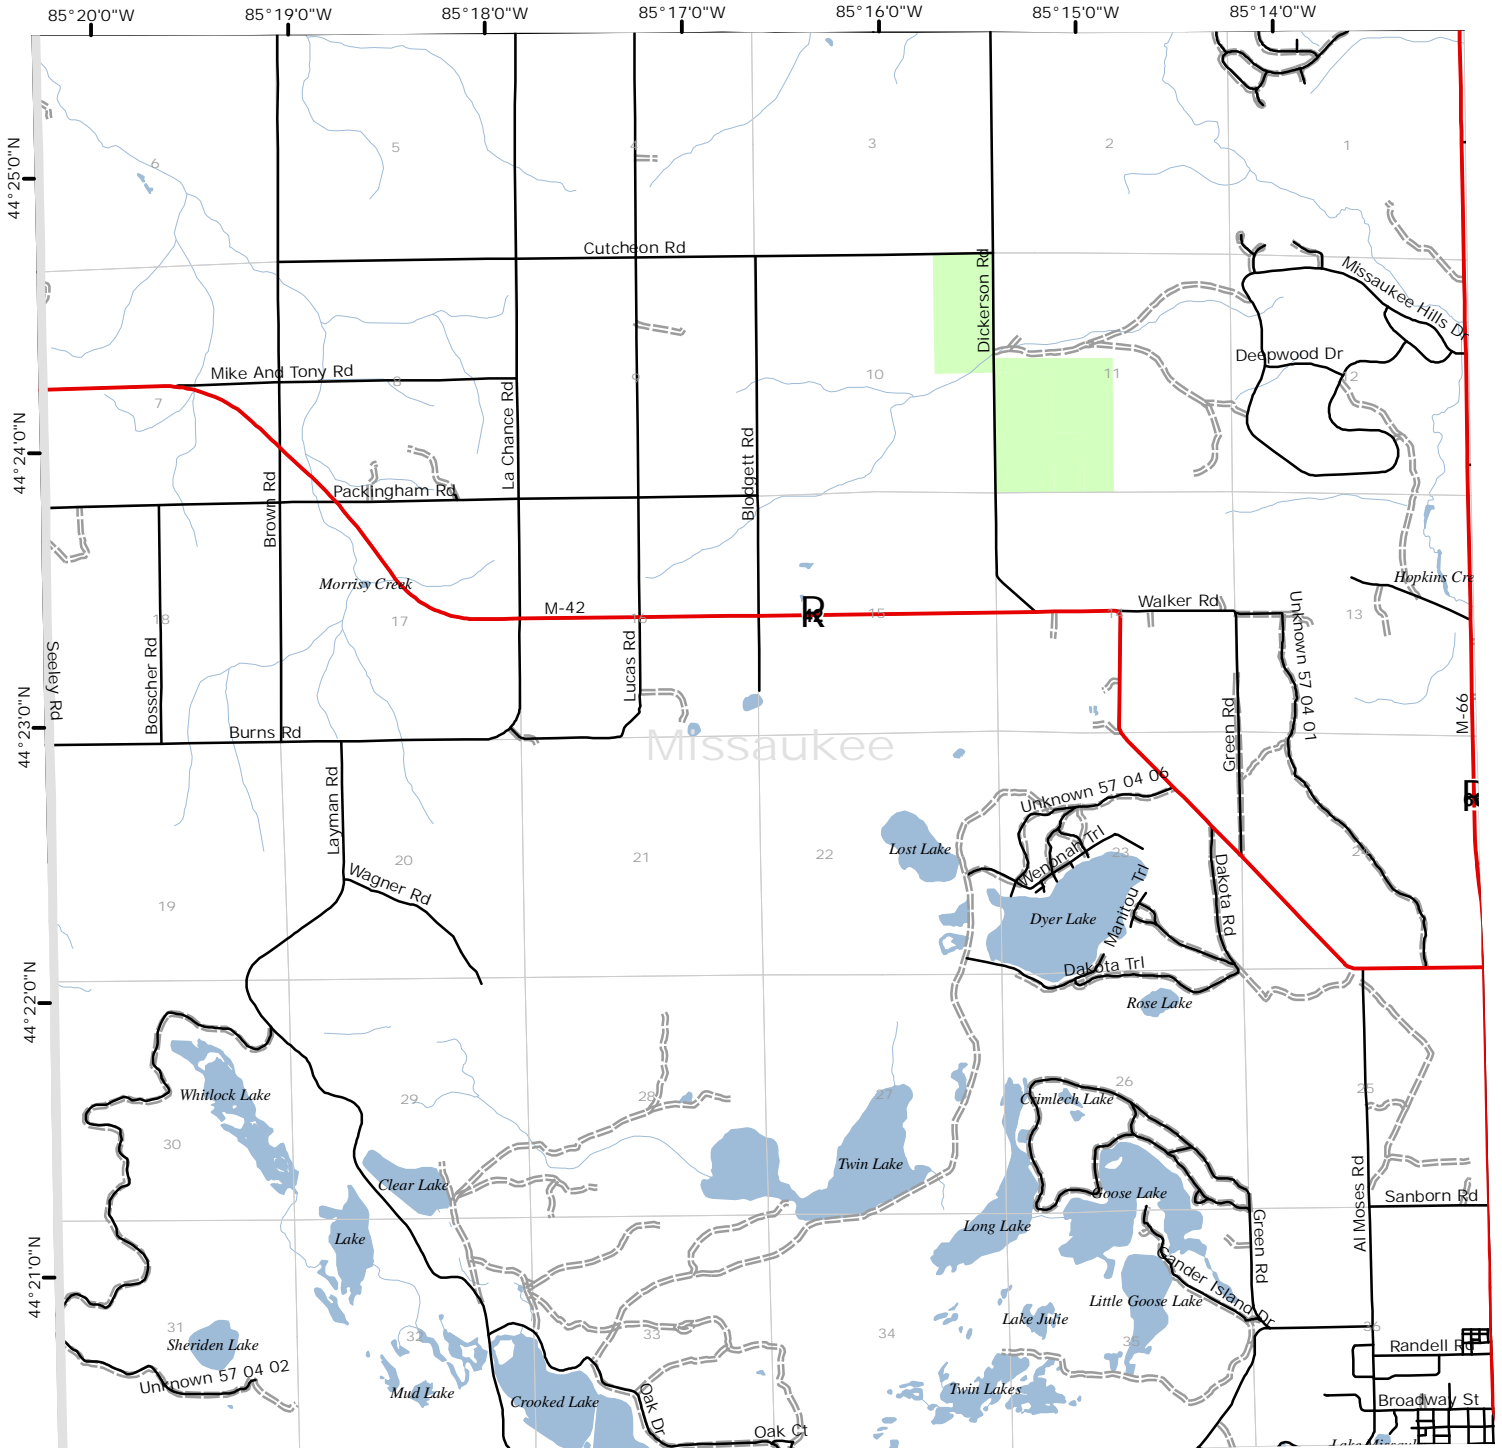 85°20'0"W
85°19'0"W
85°18'0"W
85°17'0"W
85°16'0"W
85°15'0"W
85°14'0"W
44°25'0"N
6
5
4
3
2
1
Cutcheon Rd
Dickerson Rd
Missaukee Hills Dr
Deepwood Dr
Mike And Tony Rd
7
8
9
10
11
12
44°24'0"N
La Chance Rd
Blodgett Rd
Brown Rd
Packingham Rd
Morrisy Creek
Hopkins Cre
M-42
R
42
Walker Rd
Unknown 57 04 01
18
17
16
15
14
13
Seeley Rd
Bosscher Rd
Lucas Rd
Green Rd
M-66
44°23'0"N
Burns Rd
Missaukee
Layman Rd
Unknown 57 04 06
Wenonah Trl
Lost Lake
Wagner Rd
19
20
21
22
23
24
Dyer Lake
Manitou Trl
Dakota Rd
Dakota Trl
Rose Lake
44°22'0"N
Whitlock Lake
30
29
28
27
26
25
Crimlech Lake
Twin Lake
Clear Lake
Goose Lake
Long Lake
Lake
Al Moses Rd
Sanborn Rd
Green Rd
Gander Island Dr
44°21'0"N
Little Goose Lake
Lake Julie
31
32
33
34
35
36
Sheriden Lake
Unknown 57 04 02
Mud Lake
Crooked Lake
Oak Dr
Oak Ct
Twin Lakes
Randell Rd
Broadway St